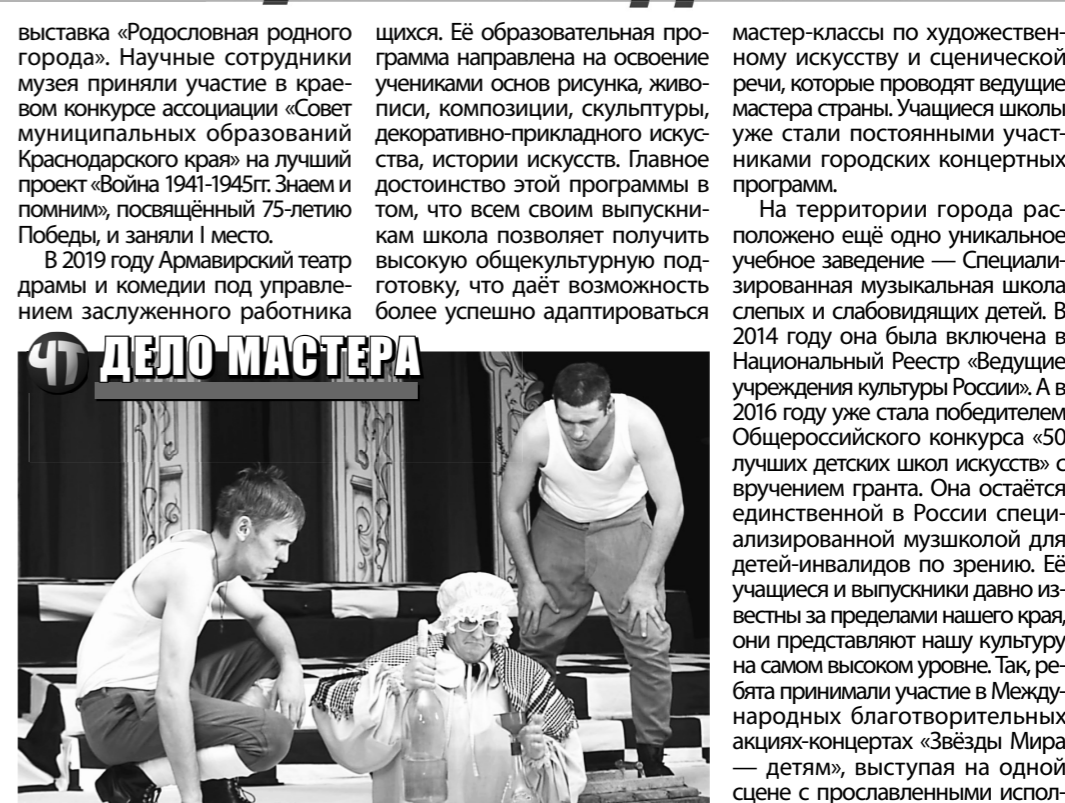 выставка «Родословная родного
города». Научные сотрудники
музея приняли участие в крае-
вом конкурсе ассоциации «Совет
муниципальных образований
Краснодарского края» на лучший
проект «Война 1941-1945гг. Знаем и
помним», посвящённый 75-летию
Победы, и заняли I место.
В 2019 году Армавирский театр
драмы и комедии под управле-
нием заслуженного работника
щихся. Её образовательная про-
грамма направлена на освоение
учениками основ рисунка, живо-
писи, композиции, скульптуры,
декоративно-прикладного искус-
ства, истории искусств. Главное
достоинство этой программы в
том, что всем своим выпускни-
кам школа позволяет получить
высокую общекультурную под-
готовку, что даёт возможность
более успешно адаптироваться
ЧТ ДЕЛО МАСТЕРА
мастер-классы по художествен-
ному искусству и сценической
речи, которые проводят ведущие
мастера страны. Учащиеся школы
уже стали постоянными участ-
никами городских концертных
программ.
На территории города рас-
положено ещё одно уникальное
учебное заведение — Специали-
зированная музыкальная школа
слепых и слабовидящих детей. В
2014 году она была включена в
Национальный Реестр «Ведущие
учреждения культуры России». А в
2016 году уже стала победителем
Общероссийского конкурса «50
лучших детских школ искусств» с
вручением гранта. Она остаётся
единственной в России специ-
ализированной музшколой для
детей-инвалидов по зрению. Её
учащиеся и выпускники давно из-
вестны за пределами нашего края,
они представляют нашу культуру
на самом высоком уровне. Так, ре-
бята принимали участие в Между-
народных благотворительных
акциях-концертах «Звёзды Мира
— детям», выступая на одной
сцене с прославленными испол-